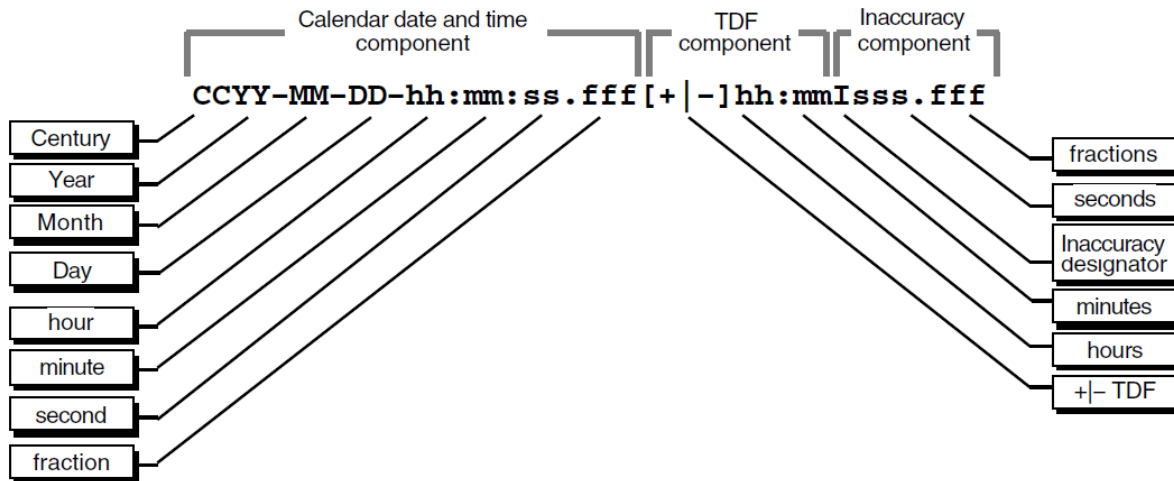 Calendar date and time
component
TDF
component
Inaccuracy
component
CCYY-MM-DD-hh:mm:ss.fff[+|-]hh:mmIsss.fff
Century
Year
Month
Day
hour
minute
second
fraction
fractions
seconds
Inaccuracy
designator
minutes
hours
+|– TDF